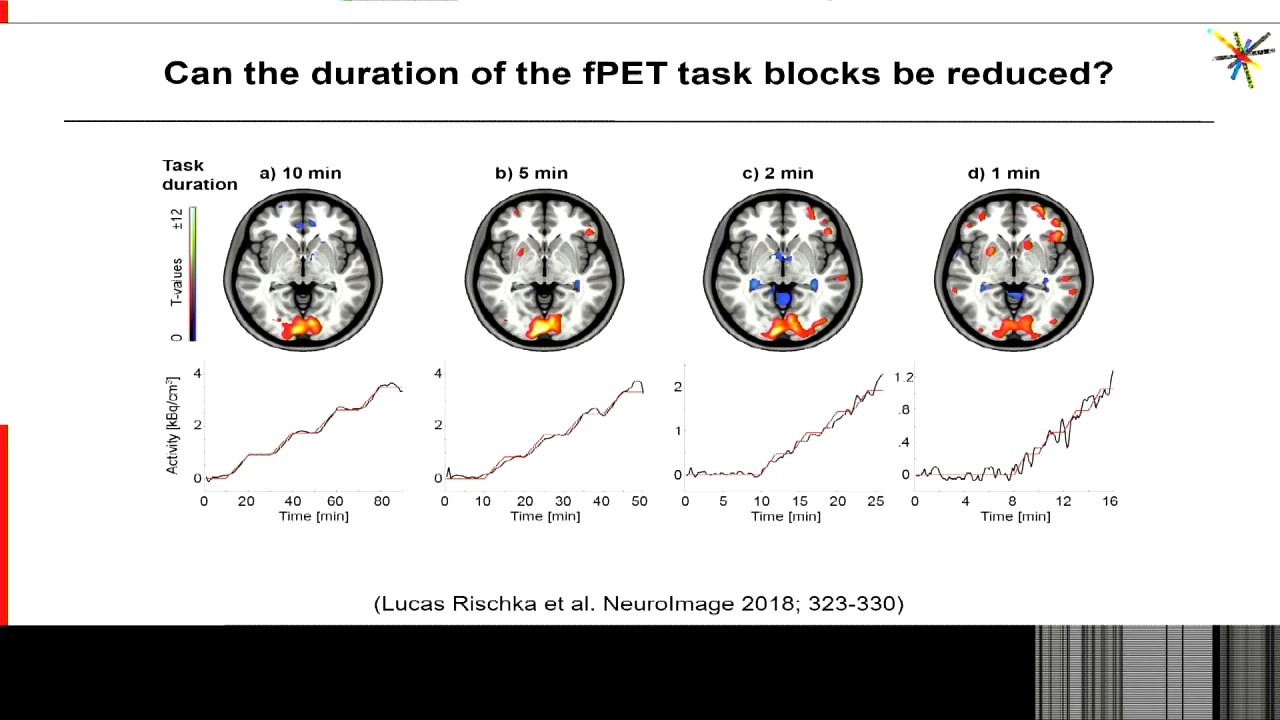 Can the duration of the fPET task blocks be reduced?
Task
duration
a) 10 min
b) 5 min
c) 2 min
d) 1 min
±12
T-values
0
Activity [kBq/cm³]
4
2
0
0 20 40 60 80
Time [min]
4
2
0
0 10 20 30 40 50
Time [min]
2
1
0
0 5 10 15 20 25
Time [min]
1.2
.8
.4
0
0 4 8 12 16
Time [min]
(Lucas Rischka et al. NeuroImage 2018; 323-330)